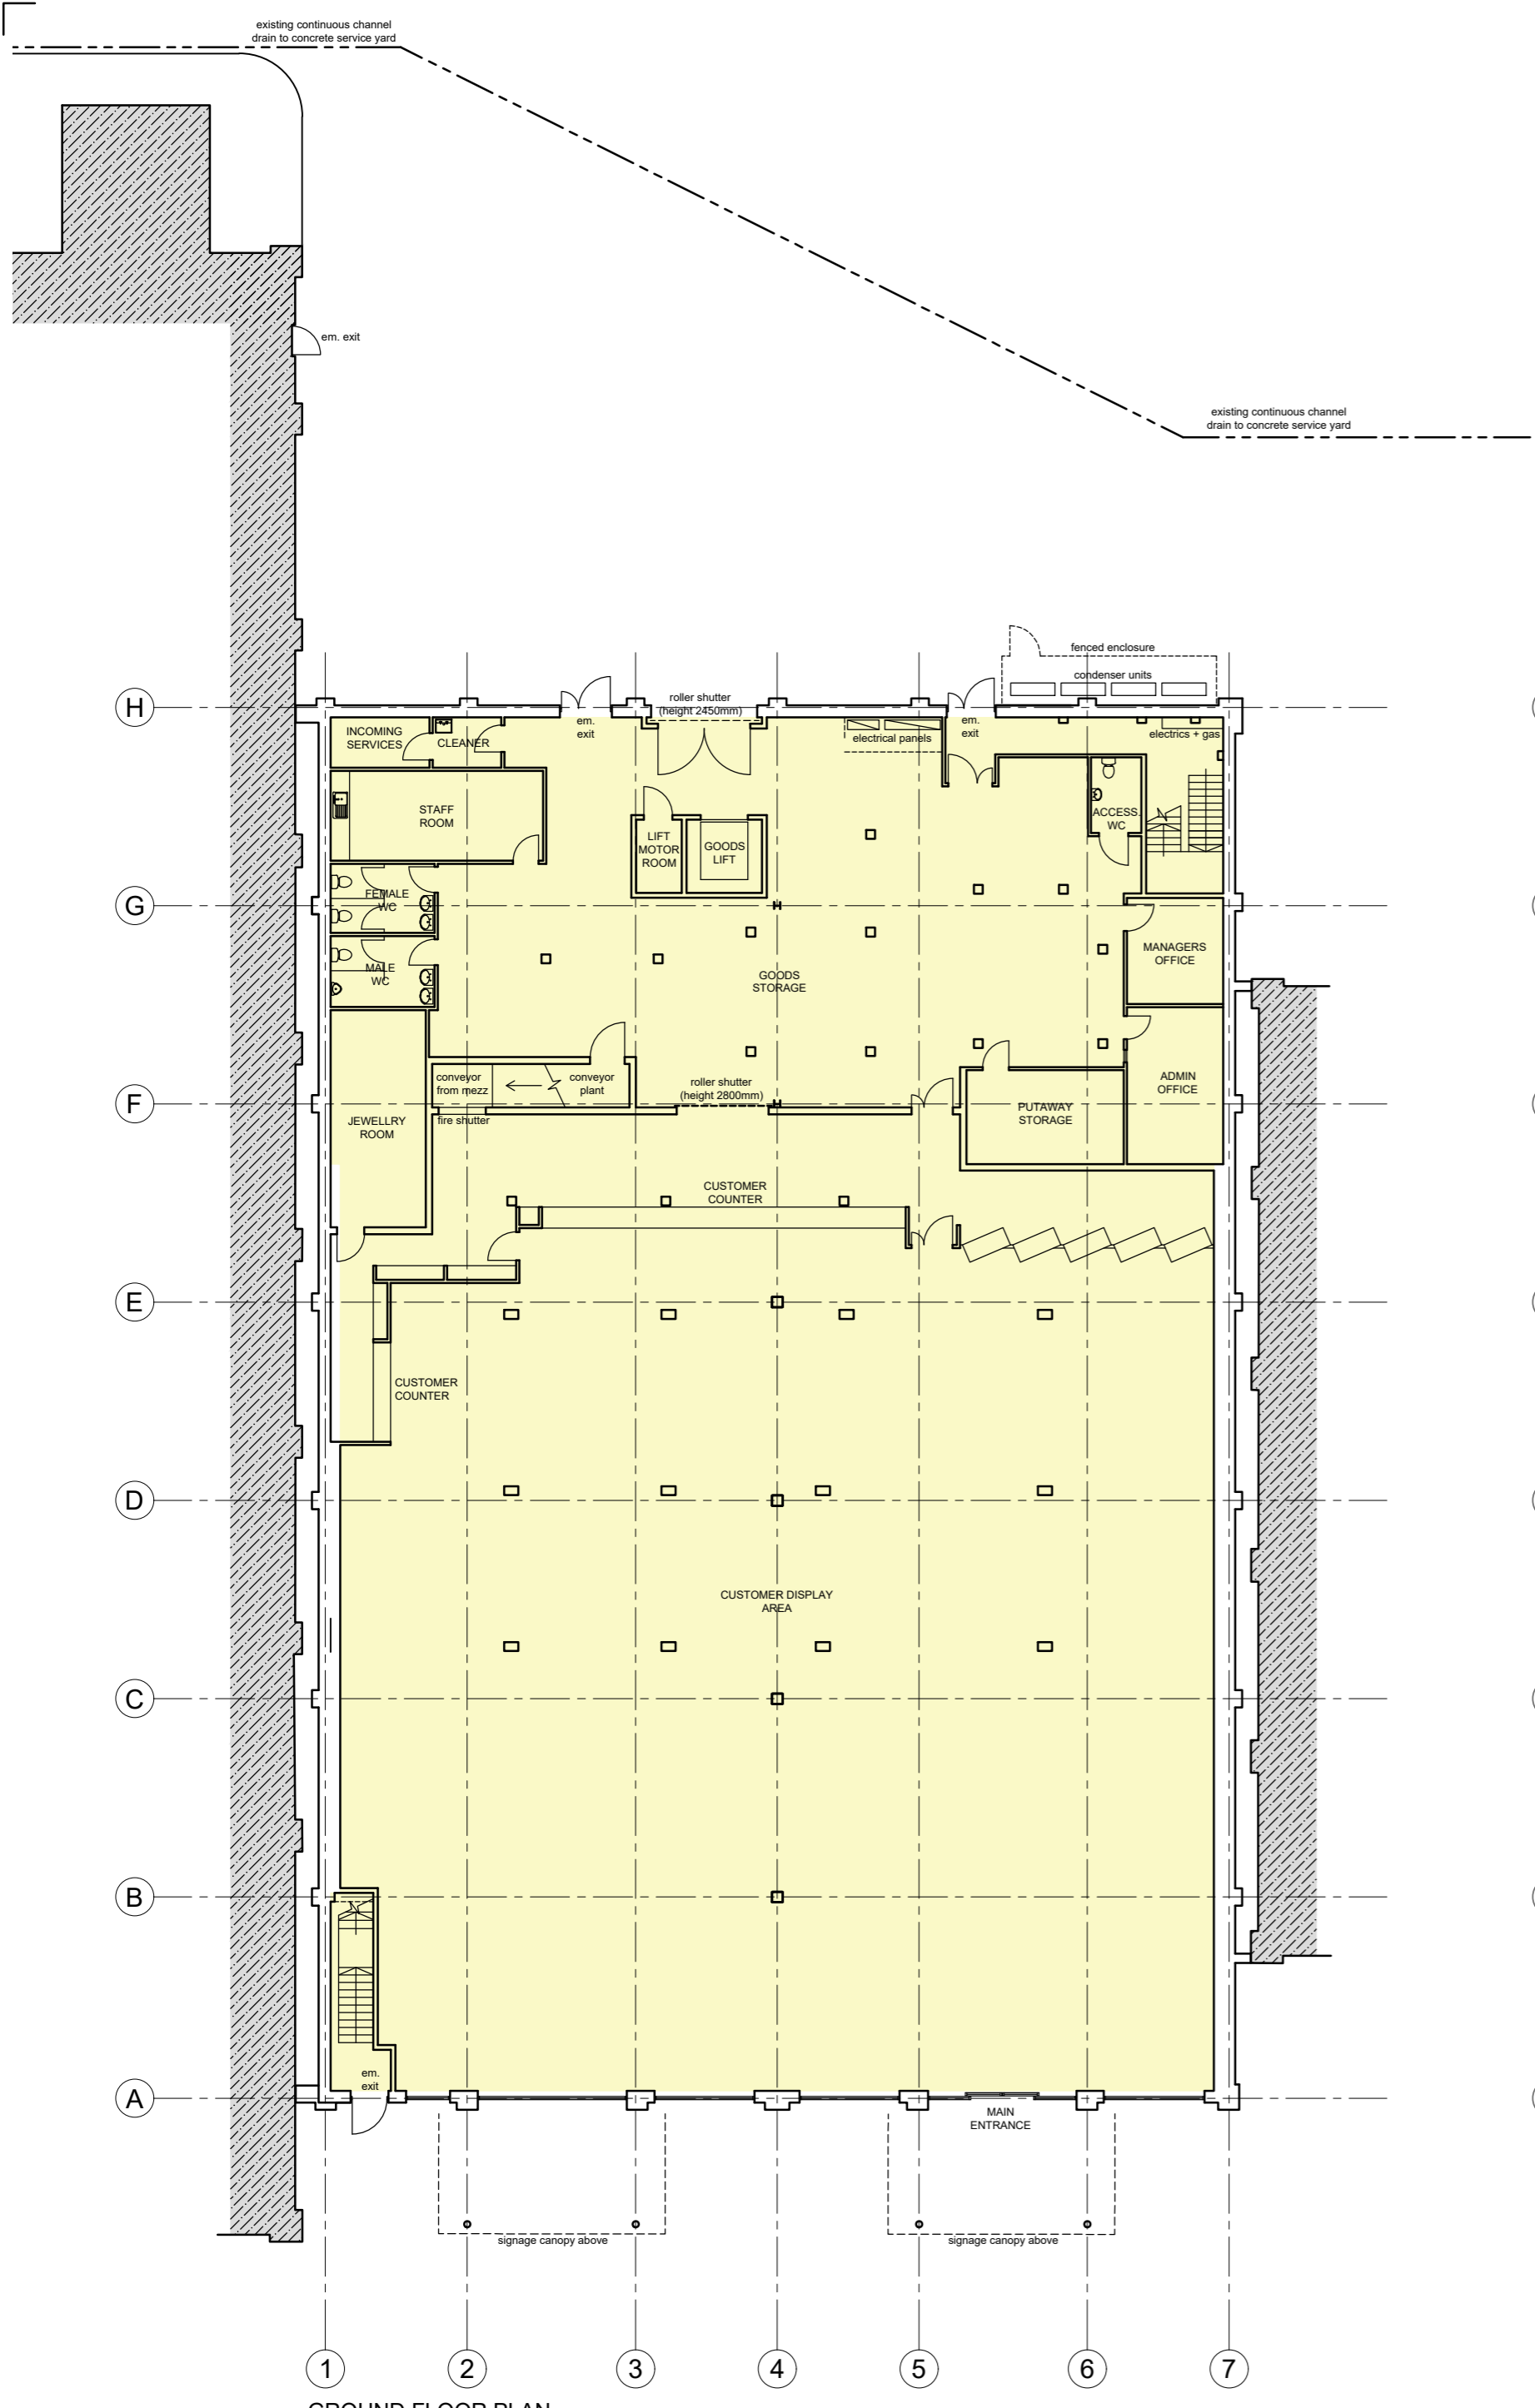 existing continuous channel
drain to concrete service yard
em. exit
existing continuous channel
drain to concrete service yard
fenced enclosure
condenser units
roller shutter
(height 2450mm)
H
em.
exit
em.
exit
electrical panels
electrics + gas
INCOMING
SERVICES
CLEANER
STAFF
ROOM
LIFT
MOTOR
ROOM
GOODS
LIFT
ACCESS.
WC
FEMALE
WC
G
MALE
WC
GOODS
STORAGE
MANAGERS
OFFICE
conveyor
from mezz
conveyor
plant
roller shutter
(height 2800mm)
ADMIN
OFFICE
F
fire shutter
JEWELLRY
ROOM
PUTAWAY
STORAGE
CUSTOMER
COUNTER
E
CUSTOMER
COUNTER
D
CUSTOMER DISPLAY
AREA
C
B
em.
exit
A
MAIN
ENTRANCE
signage canopy above
signage canopy above
1
2
3
4
5
6
7
GROUND FLOOR PLAN